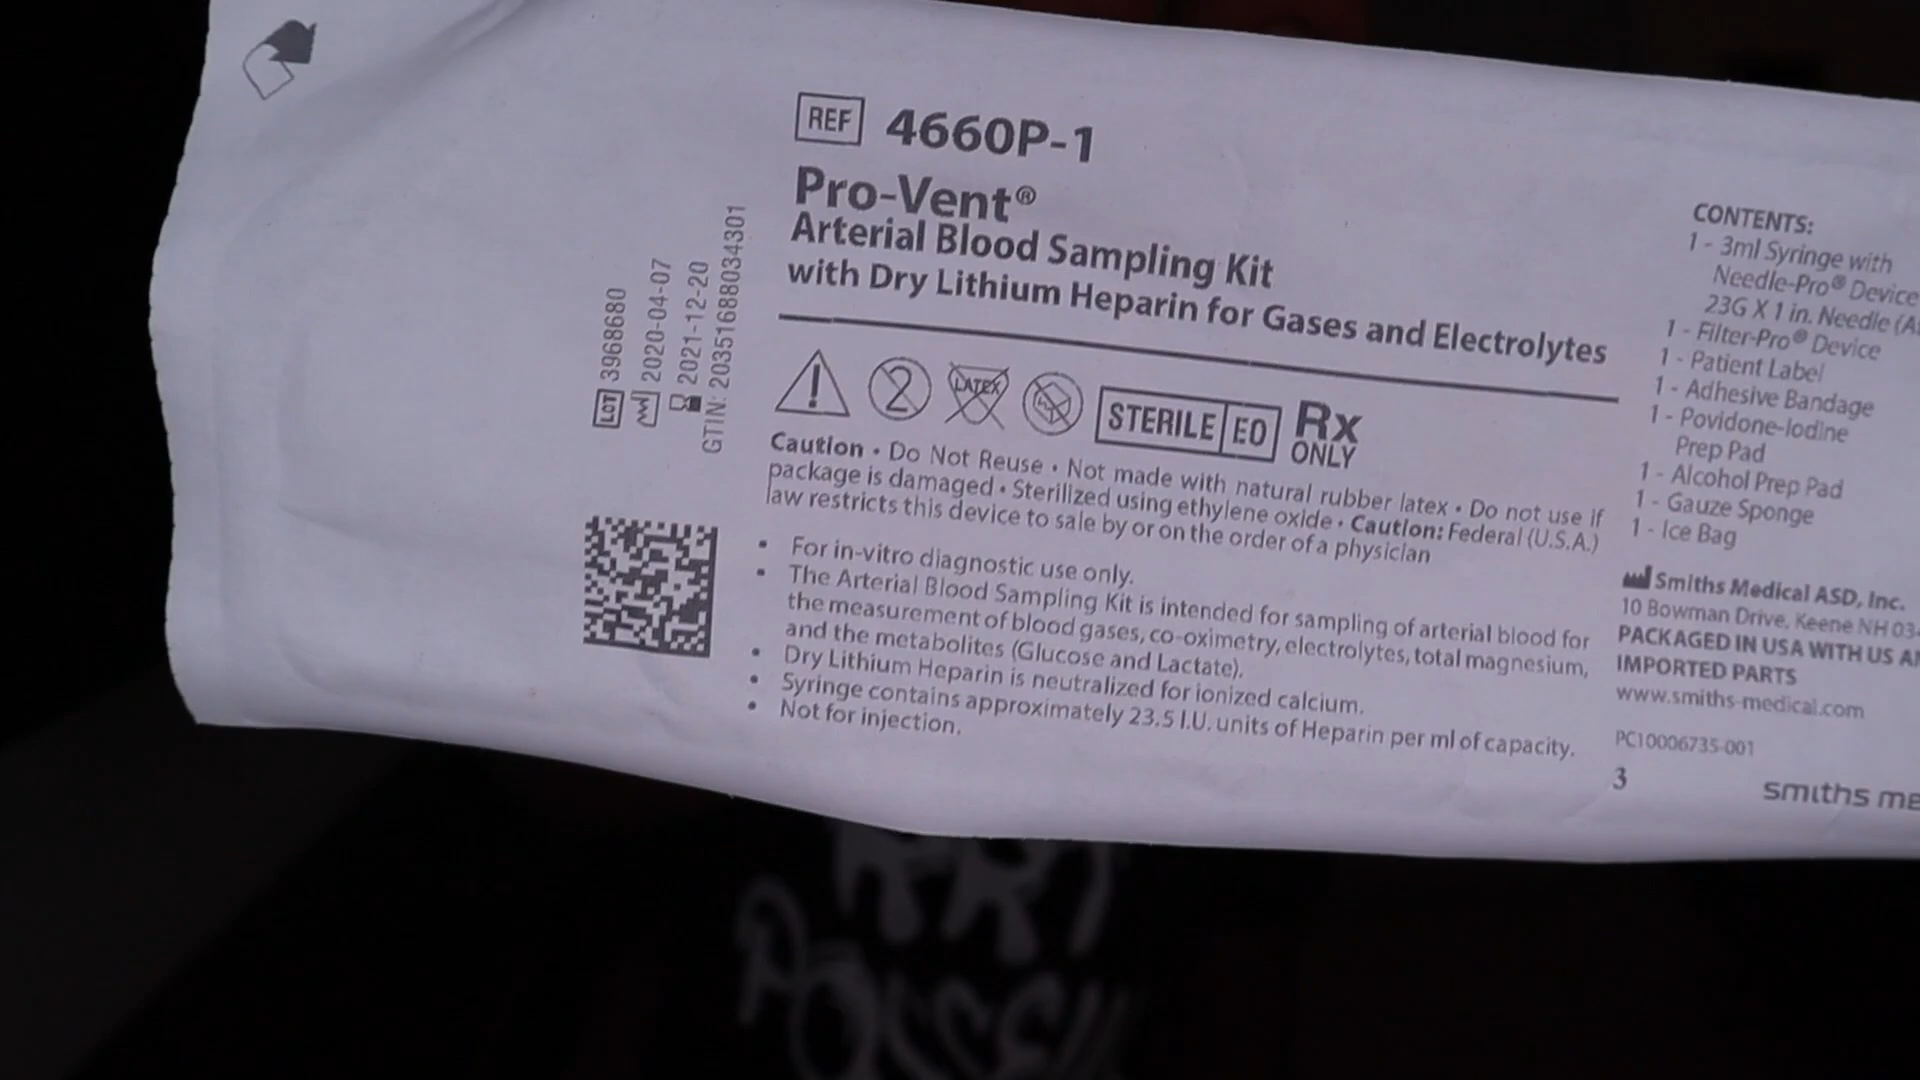 REF 4660P-1
Pro-Vent®
Arterial Blood Sampling Kit
with Dry Lithium Heparin for Gases and Electrolytes
LOT 3968680
2020-04-07
2021-12-20
GTIN: 20351688034301
2 LATEX STERILE EO Rx ONLY
Caution • Do Not Reuse • Not made with natural rubber latex • Do not use if
package is damaged • Sterilized using ethylene oxide • Caution: Federal (U.S.A.)
law restricts this device to sale by or on the order of a physician
• For in-vitro diagnostic use only.
• The Arterial Blood Sampling Kit is intended for sampling of arterial blood for
the measurement of blood gases, co-oximetry, electrolytes, total magnesium,
and the metabolites (Glucose and Lactate).
• Dry Lithium Heparin is neutralized for ionized calcium.
• Syringe contains approximately 23.5 I.U. units of Heparin per ml of capacity.
• Not for injection.
CONTENTS:
1 - 3ml Syringe with
Needle-Pro® Device
23G X 1 in. Needle
1 - Filter-Pro® Device
1 - Patient Label
1 - Adhesive Bandage
1 - Povidone-Iodine
Prep Pad
1 - Alcohol Prep Pad
1 - Gauze Sponge
1 - Ice Bag
Smiths Medical ASD, Inc.
10 Bowman Drive, Keene NH
PACKAGED IN USA WITH US
IMPORTED PARTS
www.smiths-medical.com
PC10006735-001
3
smiths